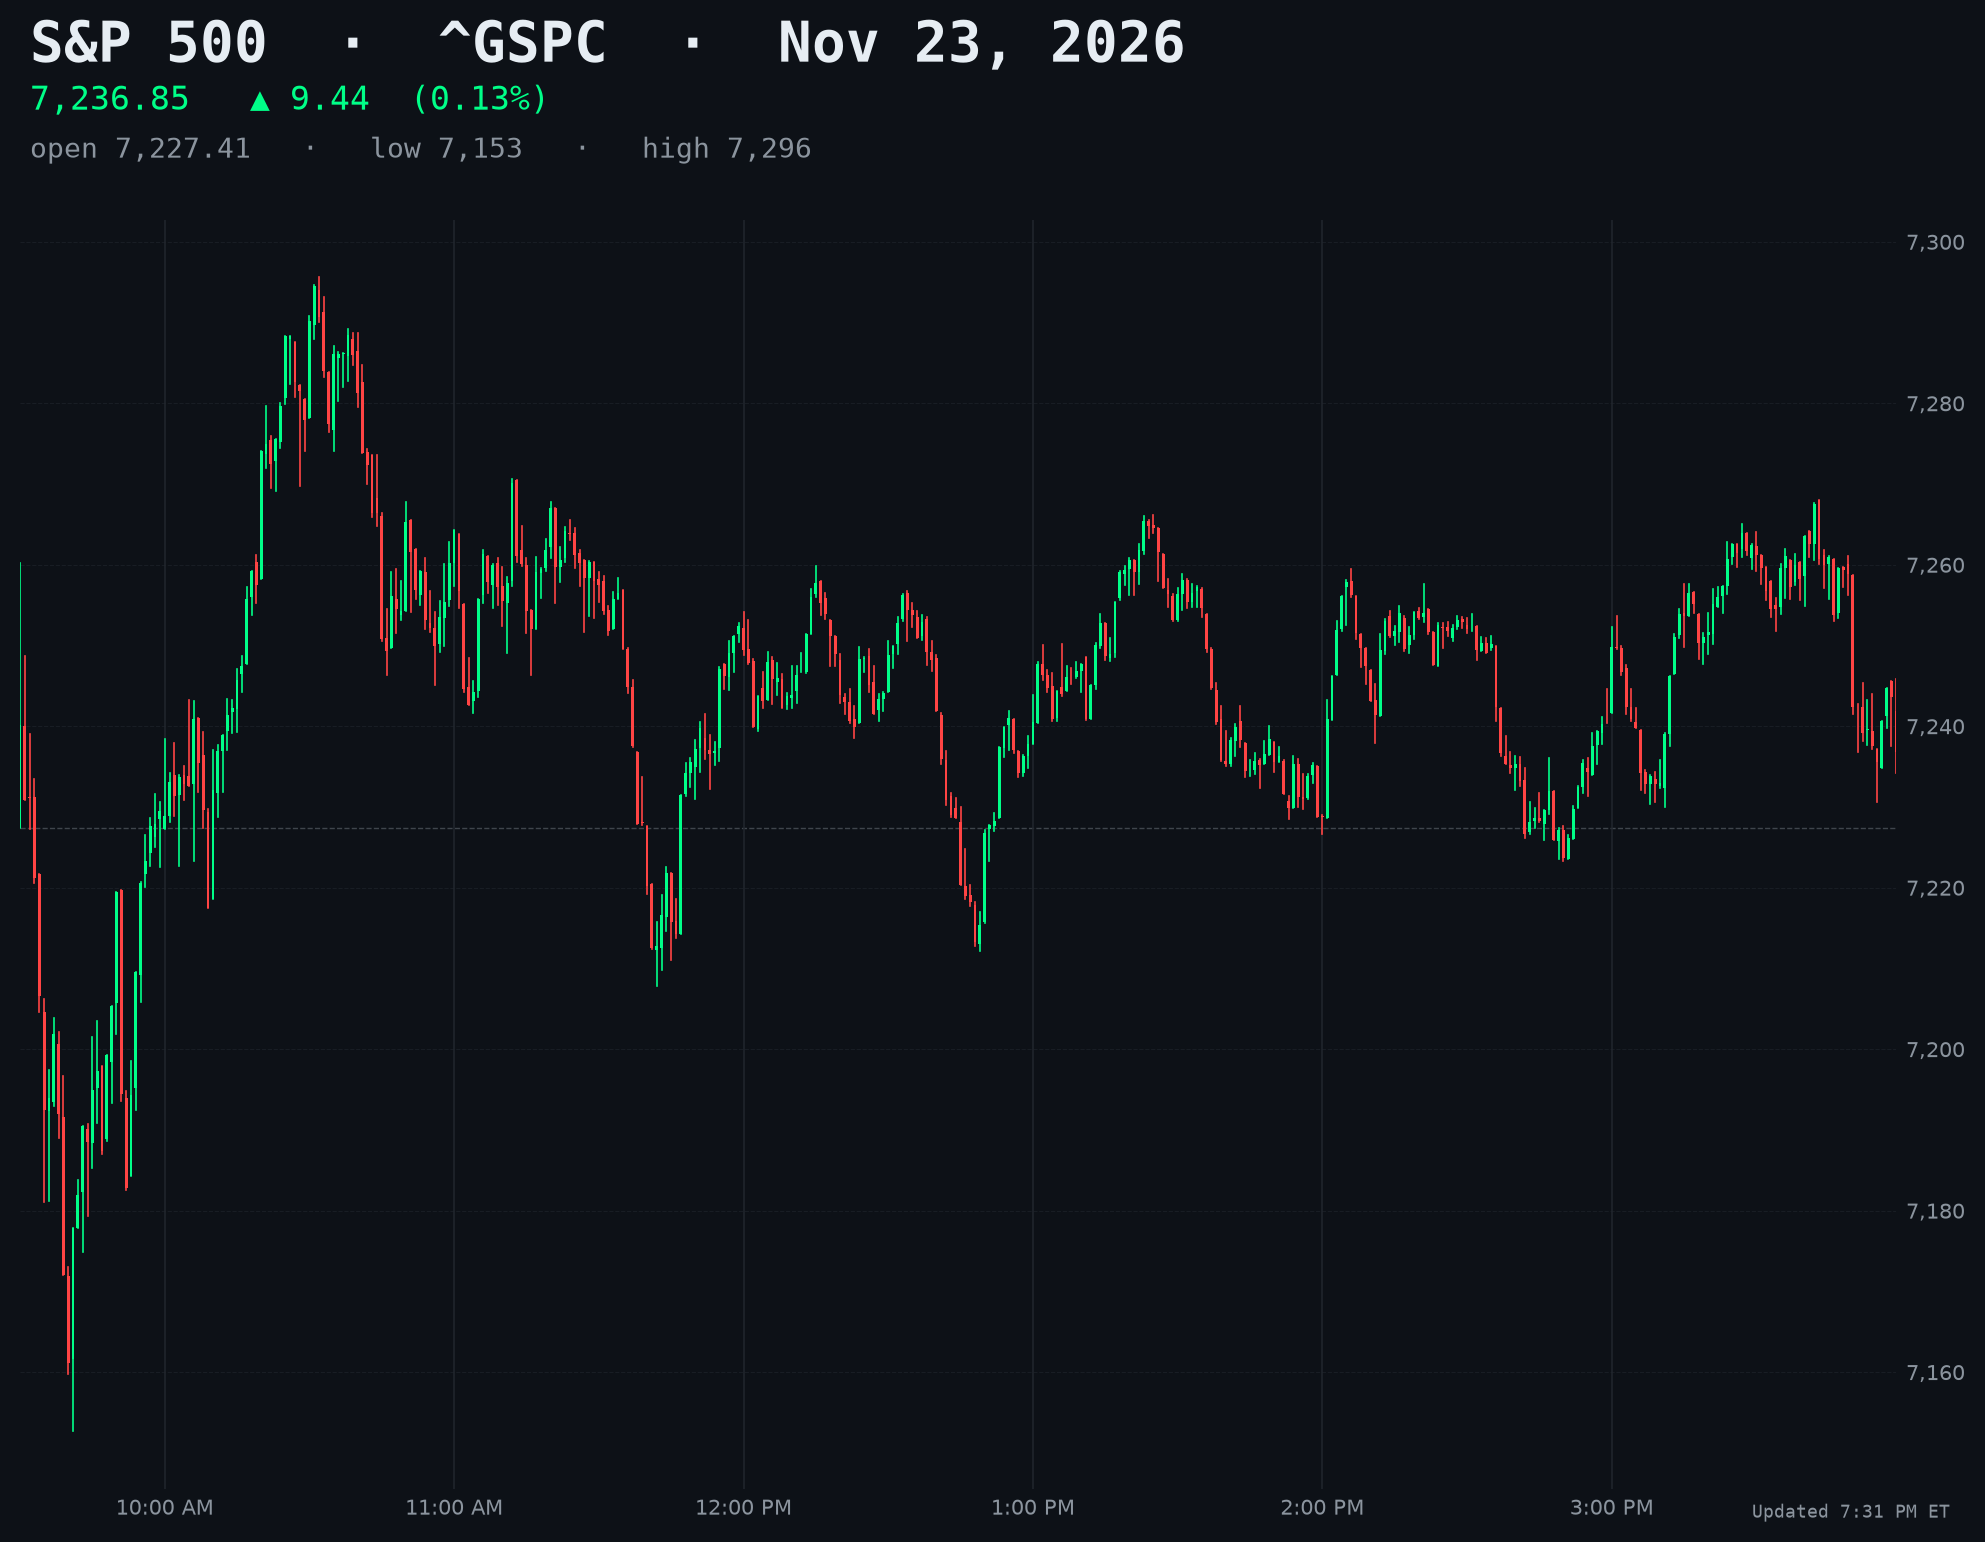 S&P 500 · ^GSPC · Nov 23, 2026
7,236.85 ▲ 9.44 (0.13%)
open 7,227.41 · low 7,153 · high 7,296
7,300
7,280
7,260
7,240
7,220
7,200
7,180
7,160
10:00 AM 11:00 AM 12:00 PM 1:00 PM 2:00 PM 3:00 PM
Updated 7:31 PM ET